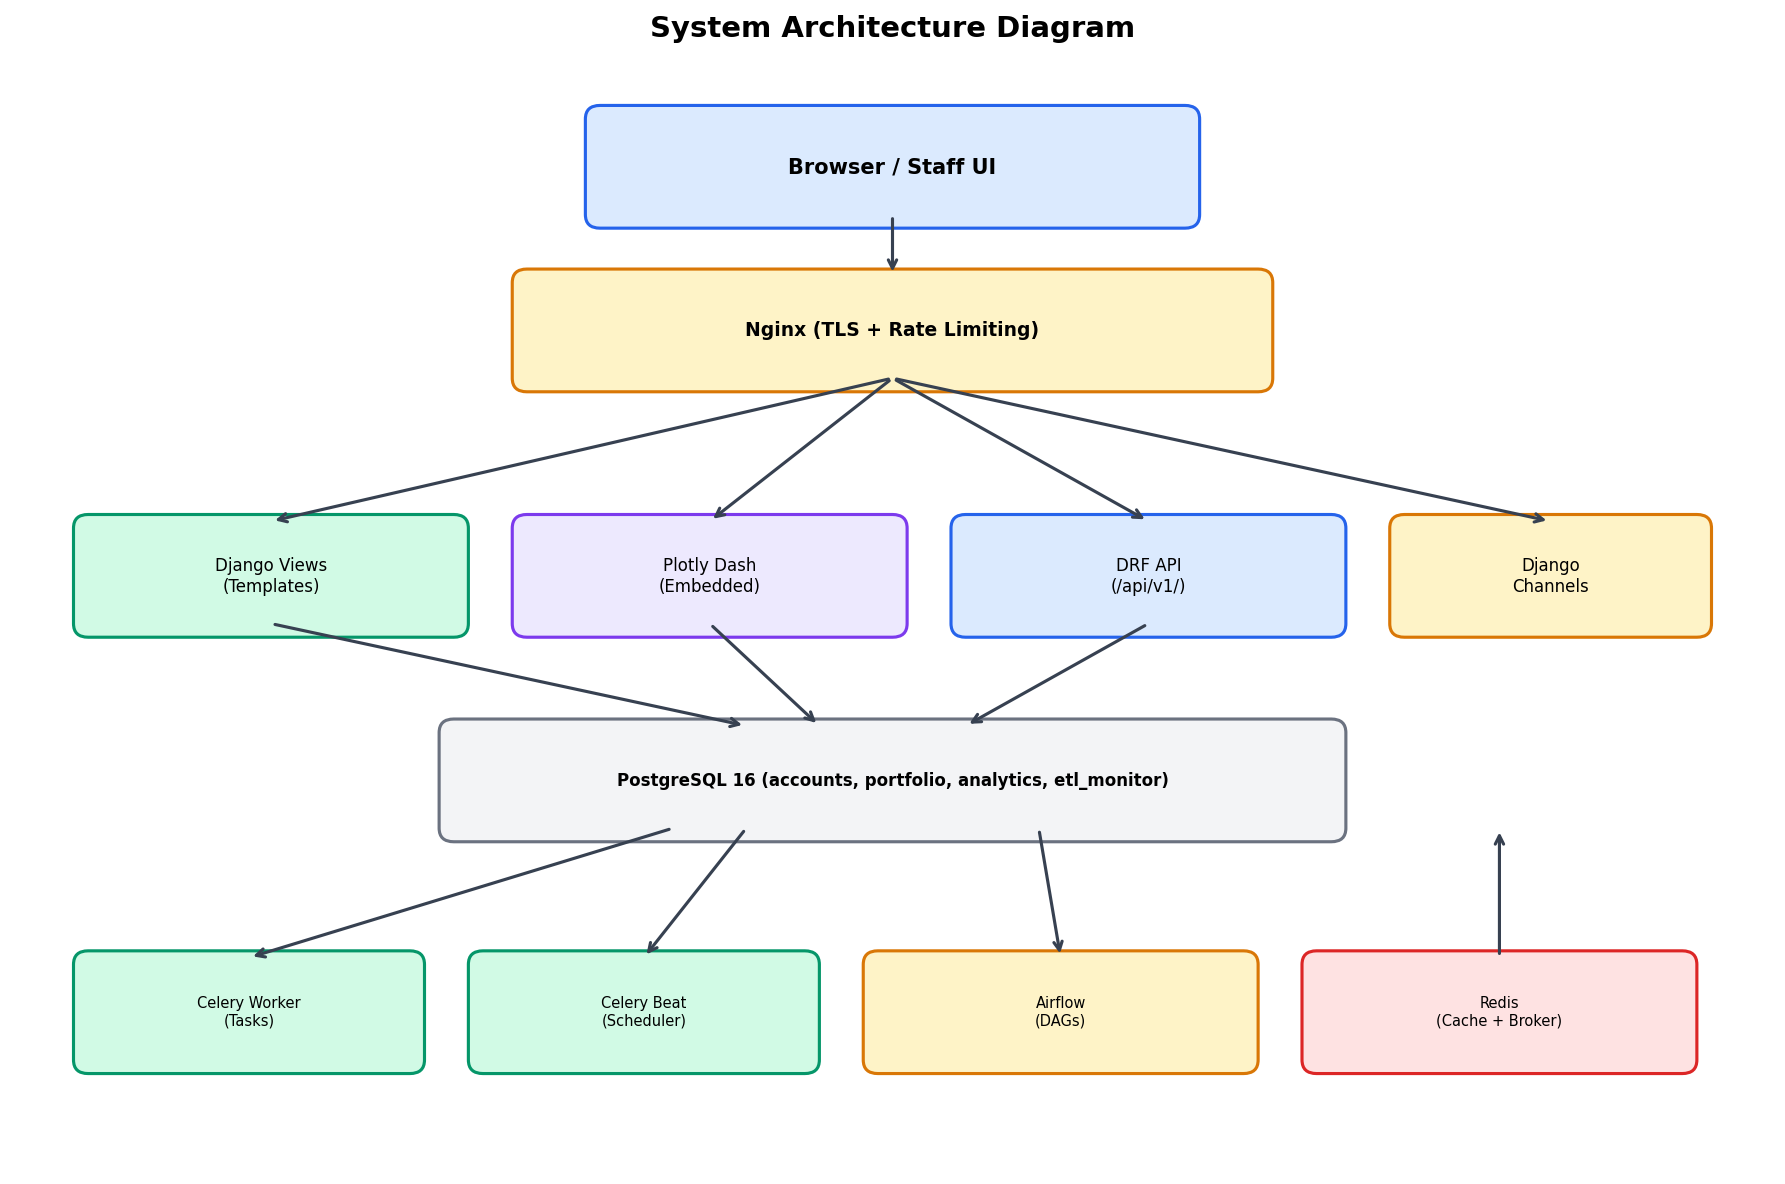 System Architecture Diagram
Browser / Staff UI
Nginx (TLS + Rate Limiting)
Django Views
(Templates)
Plotly Dash
(Embedded)
DRF API
(/api/v1/)
Django
Channels
PostgreSQL 16 (accounts, portfolio, analytics, etl_monitor)
Celery Worker
(Tasks)
Celery Beat
(Scheduler)
Airflow
(DAGs)
Redis
(Cache + Broker)